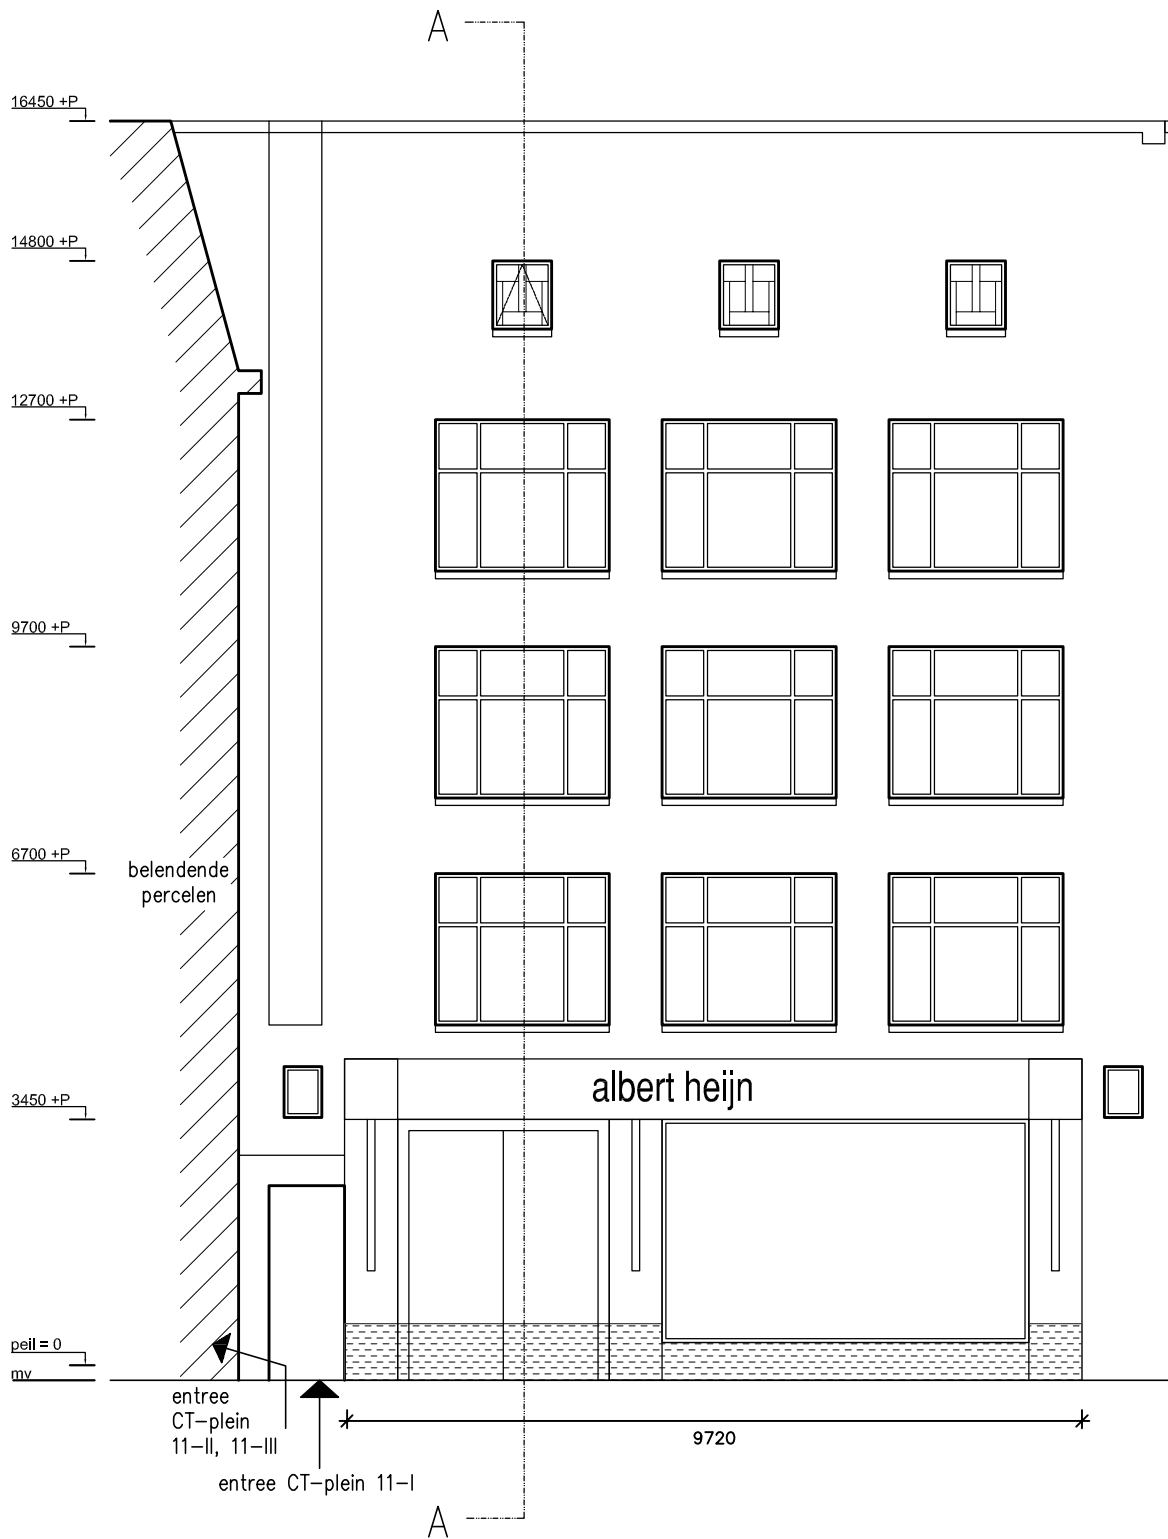 A
16450 +P
14800 +P
12700 +P
9700 +P
6700 +P
belendende
percelen
albert heijn
3450 +P
peil = 0
mv
entree
CT-plein
11-II, 11-III
9720
entree CT-plein 11-I
A